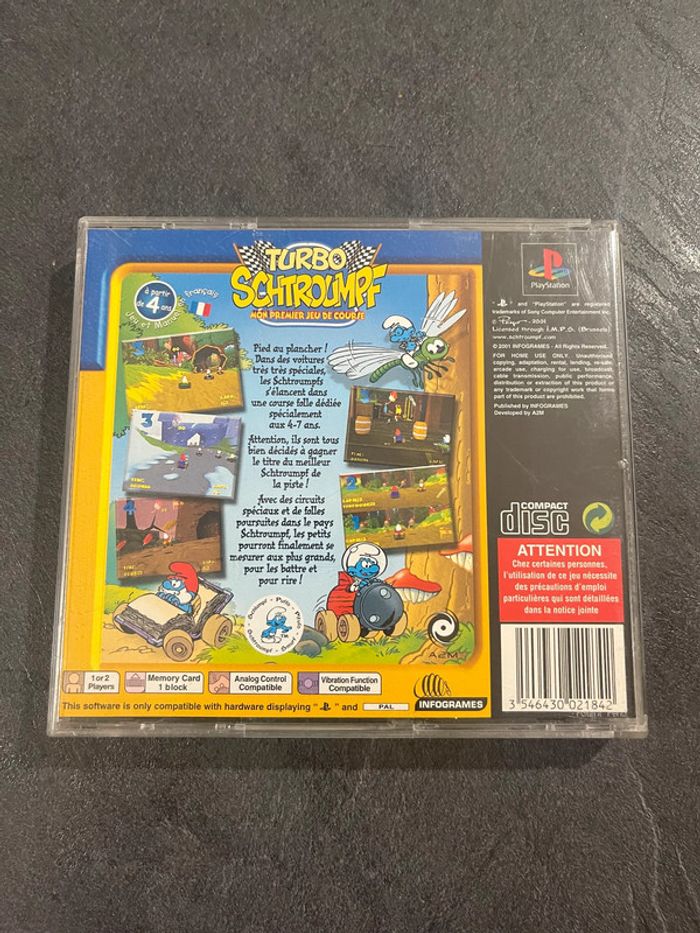 TURBO
SCHTROUMPF
MON PREMIER JEU DE COURSE
à partir
de 4 ans
Jeu et Manuel en Français
Pied au plancher !
Dans des voitures
très très spéciales,
les Schtroumpfs
s'élancent dans
une course folle dédiée
spécialement
aux 4-7 ans.
Attention, ils sont tous
bien décidés à gagner
le titre du meilleur
Schtroumpf de
la piste !
Avec des circuits
spéciaux et de folles
poursuites dans le pays
Schtroumpf, les petits
pourront finalement se
mesurer aux plus grands,
pour les battre et
pour rire !
3
4
2
A2M
1 or 2
Players
Memory Card
1 block
Analog Control
Compatible
Vibration Function
Compatible
INFOGRAMES
This software is only compatible with hardware displaying " " and PAL
PlayStation
" " and "PlayStation" are registered
trademarks of Sony Computer Entertainment Inc.
© Peyo - 2001
Licensed through I.M.P.S. (Brussels)
www.schtroumpf.com
© 2001 INFOGRAMES - All Rights Reserved.
FOR HOME USE ONLY. Unauthorised
copying, adaptation, rental, lending, re-sale,
arcade use, charging for use, broadcast,
cable transmission, public performance,
distribution or extraction of this product or
any trademark or copyright work that forms
part of this product are prohibited.
Published by INFOGRAMES
Developed by A2M
COMPACT
disc
ATTENTION
Chez certaines personnes,
l'utilisation de ce jeu nécessite
des précautions d'emploi
particulières qui sont détaillées
dans la notice jointe
3 546430 021842